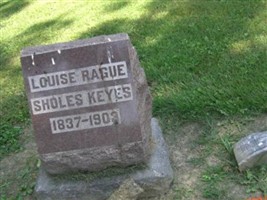 LOUISE RAGUE
SHOLES KEYES
1837-1903